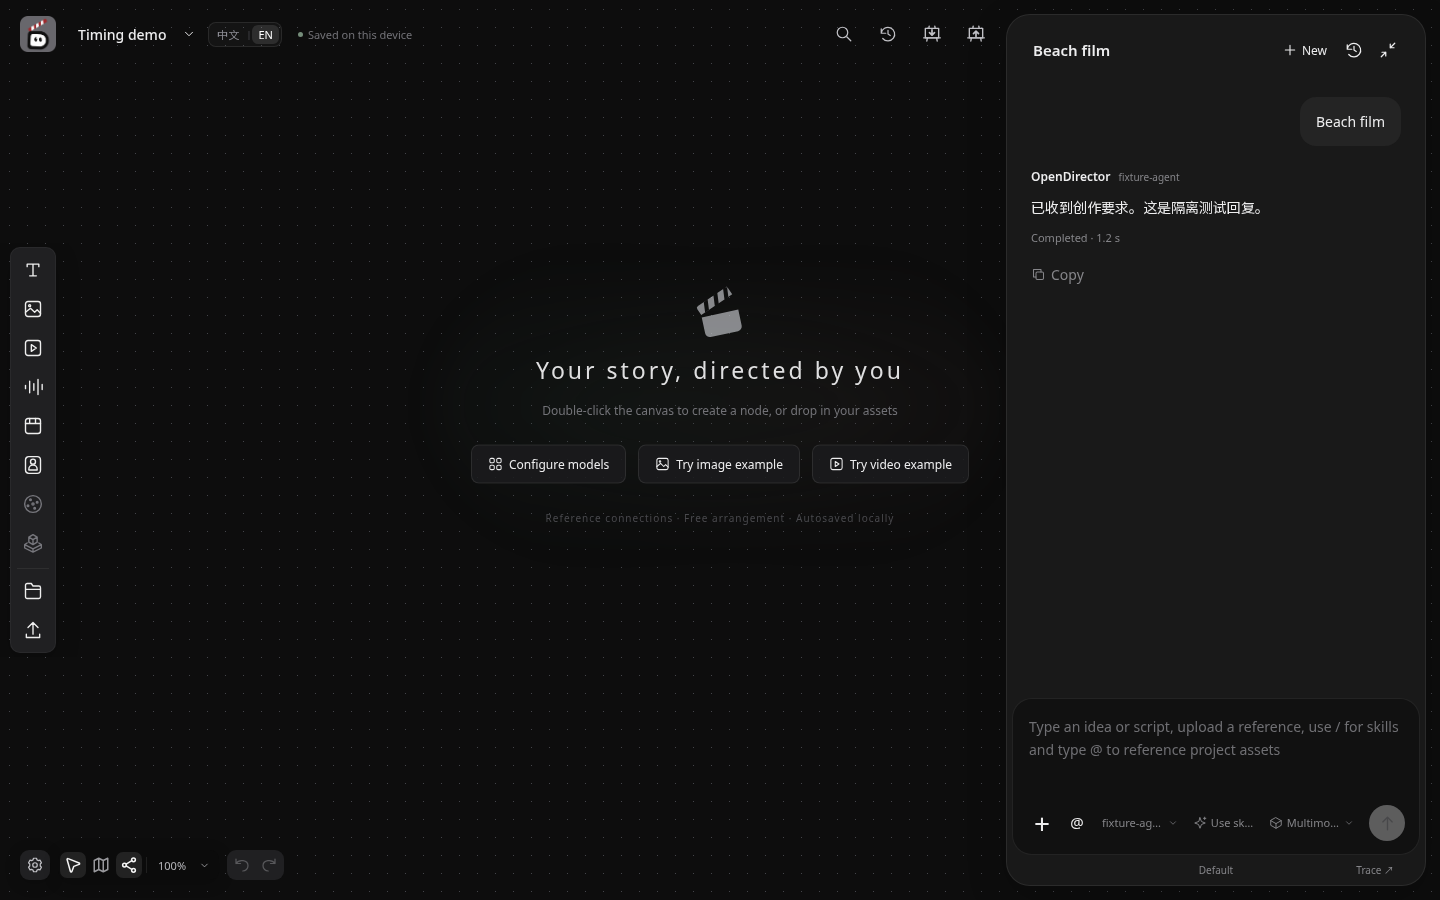 Timing demo
中文 | EN
Saved on this device
Beach film
New
Beach film
OpenDirector fixture-agent
已收到创作要求。这是隔离测试回复。
Completed · 1.2 s
Copy
Your story, directed by you
Double-click the canvas to create a node, or drop in your assets
Configure models
Try image example
Try video example
Reference connections · Free arrangement · Autosaved locally
Type an idea or script, upload a reference, use / for skills
and type @ to reference project assets
@ fixture-ag... Use sk... Multimo...
100%
Default
Trace ↗